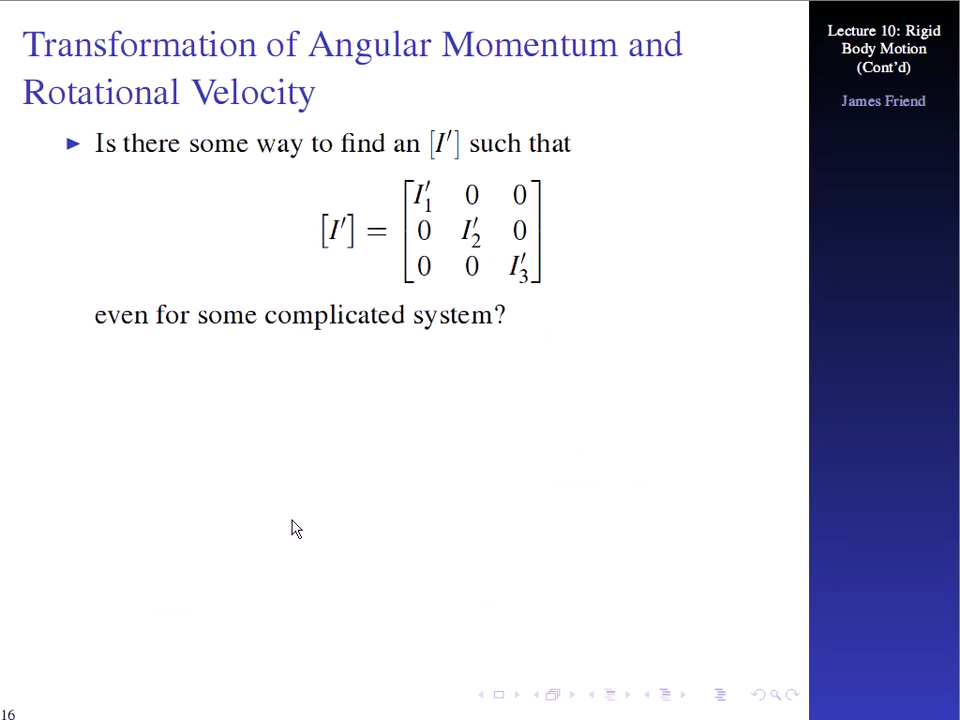 Transformation of Angular Momentum and
Rotational Velocity
Is there some way to find an [I′] such that
[I′] = [I′₁ 0 0
0 I′₂ 0
0 0 I′₃]
even for some complicated system?
Lecture 10: Rigid
Body Motion
(Cont'd)
James Friend
16